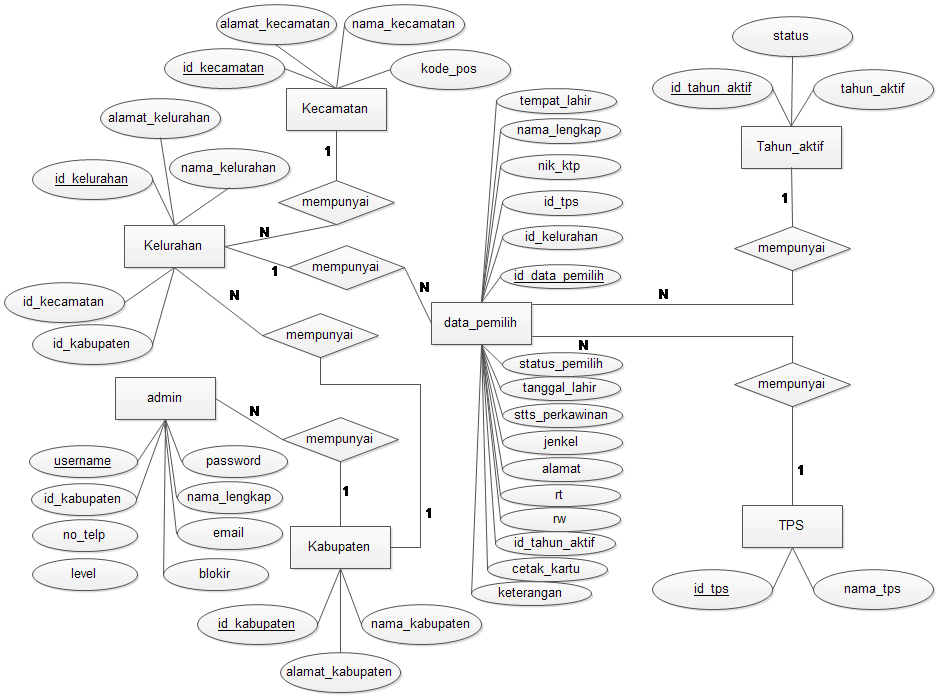 alamat_kecamatan
nama_kecamatan
id_kecamatan
kode_pos
Kecamatan
1
mempunyai
N
alamat_kelurahan
nama_kelurahan
id_kelurahan
Kelurahan
id_kecamatan
id_kabupaten
1
mempunyai
N
N
mempunyai
1
admin
N
mempunyai
1
username
password
id_kabupaten
nama_lengkap
no_telp
email
level
blokir
Kabupaten
id_kabupaten
nama_kabupaten
alamat_kabupaten
tempat_lahir
nama_lengkap
nik_ktp
id_tps
id_kelurahan
id_data_pemilih
data_pemilih
status_pemilih
tanggal_lahir
stts_perkawinan
jenkel
alamat
rt
rw
id_tahun_aktif
cetak_kartu
keterangan
status
id_tahun_aktif
tahun_aktif
Tahun_aktif
1
mempunyai
N
N
mempunyai
1
TPS
id_tps
nama_tps